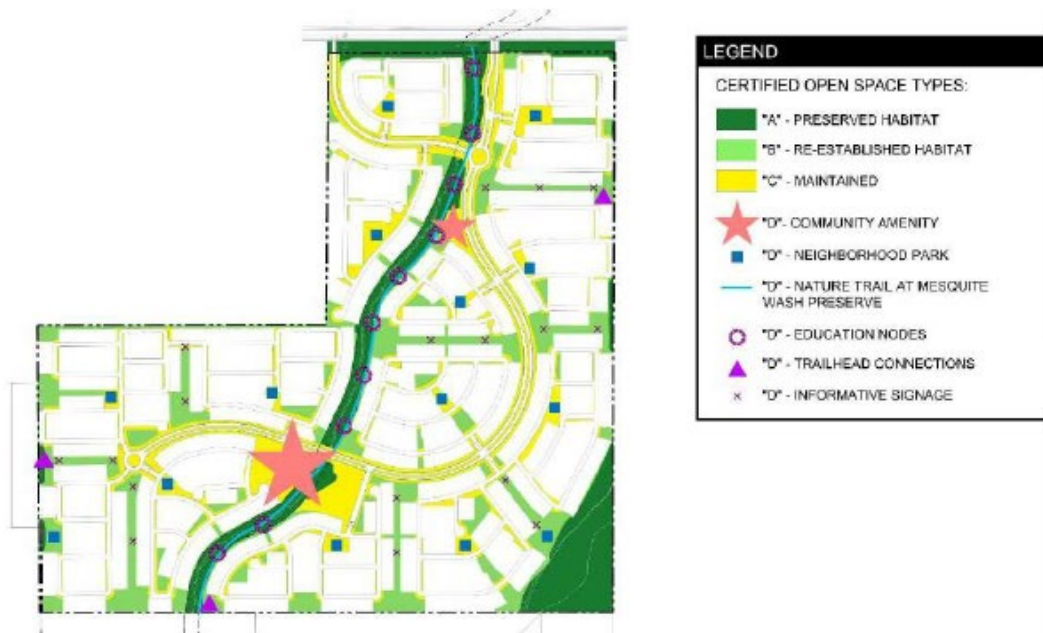 LEGEND
CERTIFIED OPEN SPACE TYPES:
"A" - PRESERVED HABITAT
"B" - RE-ESTABLISHED HABITAT
"C" - MAINTAINED
"D"- COMMUNITY AMENITY
"D" - NEIGHBORHOOD PARK
"D" - NATURE TRAIL AT MESQUITE
WASH PRESERVE
"D" - EDUCATION NODES
"D" - TRAILHEAD CONNECTIONS
"D" - INFORMATIVE SIGNAGE